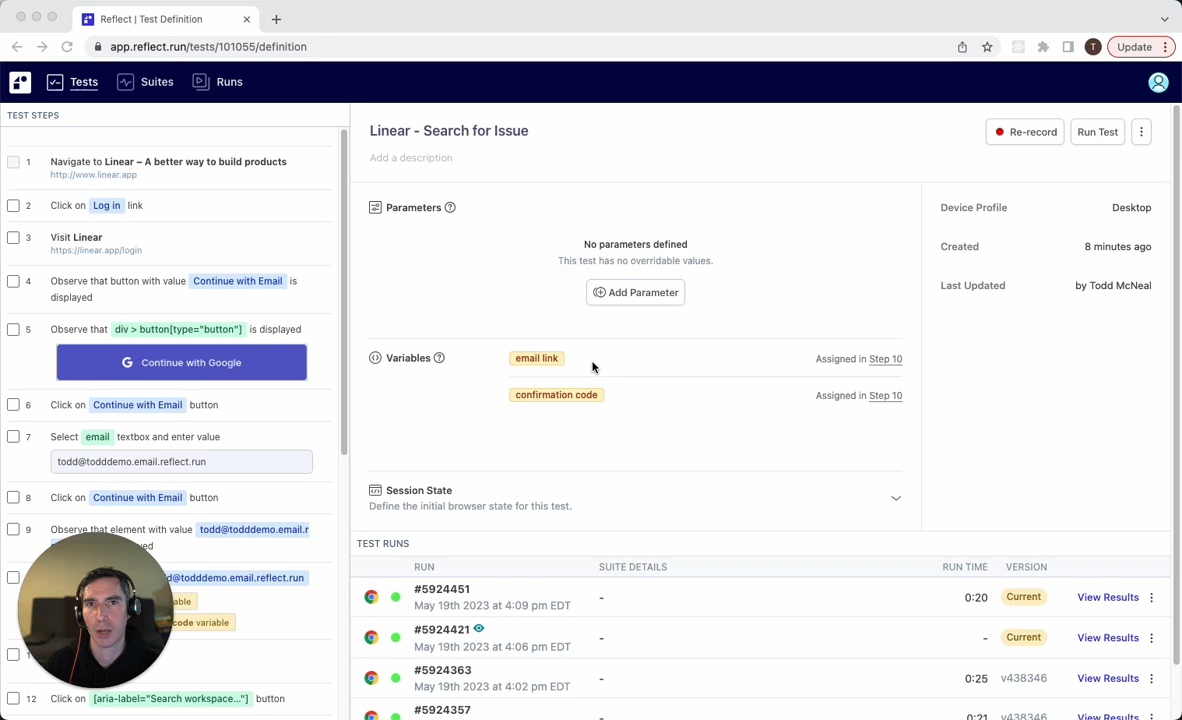 Reflect | Test Definition
app.reflect.run/tests/101055/definition
T
Update
Tests
Suites
Runs
TEST STEPS
1 Navigate to Linear – A better way to build products
http://www.linear.app
2 Click on Log in link
3 Visit Linear
https://linear.app/login
4 Observe that button with value Continue with Email is
displayed
5 Observe that div > button[type="button"] is displayed
Continue with Google
6 Click on Continue with Email button
7 Select email textbox and enter value
todd@todddemo.email.reflect.run
8 Click on Continue with Email button
9 Observe that element with value todd@todddemo.email.r
d@todddemo.email.reflect.run
code variable
12 Click on [aria-label="Search workspace..."] button
Linear - Search for Issue
Add a description
Re-record
Run Test
Parameters
No parameters defined
This test has no overridable values.
Add Parameter
Variables
email link
Assigned in Step 10
confirmation code
Assigned in Step 10
Session State
Define the initial browser state for this test.
Device Profile Desktop
Created 8 minutes ago
Last Updated by Todd McNeal
TEST RUNS
RUN SUITE DETAILS RUN TIME VERSION
#5924451
May 19th 2023 at 4:09 pm EDT
- 0:20 Current View Results
#5924421
May 19th 2023 at 4:06 pm EDT
- - Current View Results
#5924363
May 19th 2023 at 4:02 pm EDT
- 0:25 v438346 View Results
#5924357
- 0:21 v438346 View Results